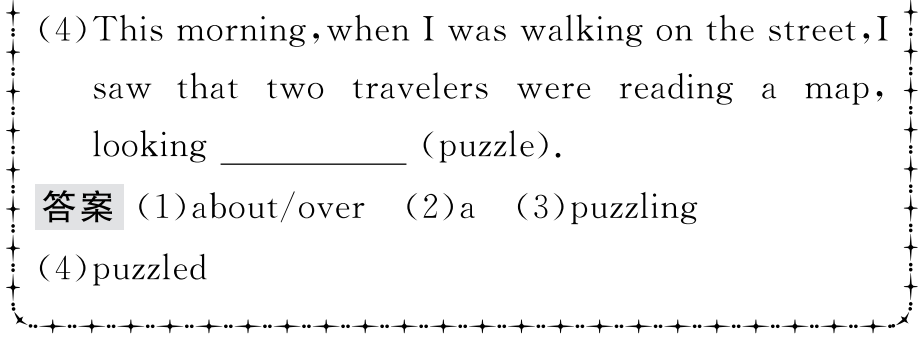 (4)This morning,when I was walking on the street,I
saw that two travelers were reading a map,
looking __________ (puzzle).
答案 (1)about/over (2)a (3)puzzling
(4)puzzled